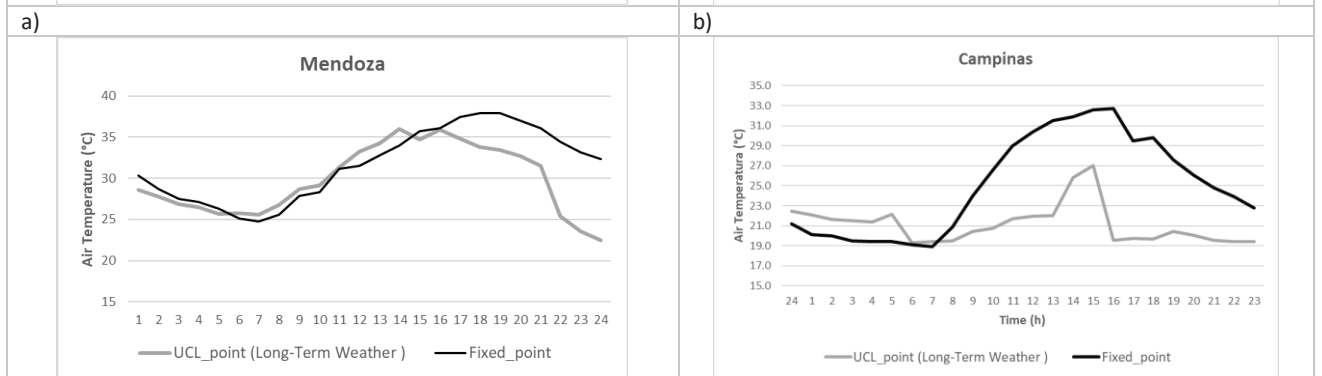 a)
Mendoza
Air Temperature (°C)
40
35
30
25
20
15
1 2 3 4 5 6 7 8 9 10 11 12 13 14 15 16 17 18 19 20 21 22 23 24
UCL_point (Long-Term Weather ) Fixed_point
b)
Campinas
Air Temperatura (°C)
35.0
33.0
31.0
29.0
27.0
25.0
23.0
21.0
19.0
17.0
15.0
24 1 2 3 4 5 6 7 8 9 10 11 12 13 14 15 16 17 18 19 20 21 22 23
Time (h)
UCL_point (Long-Term Weather ) Fixed_point